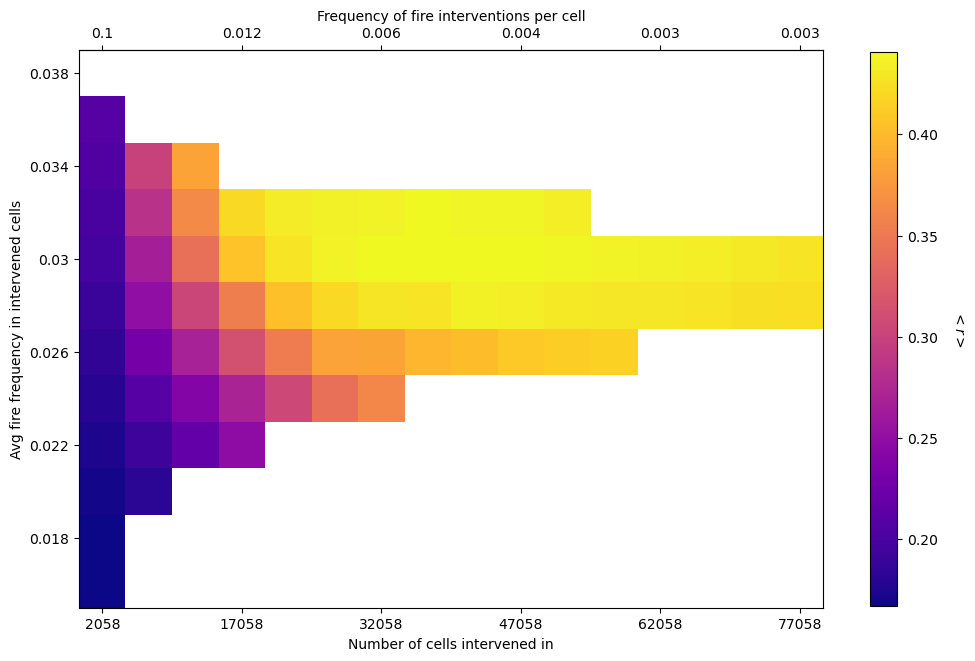 Frequency of fire interventions per cell
0.1 0.012 0.006 0.004 0.003 0.003
Avg fire frequency in intervened cells
0.038
0.034
0.03
0.026
0.022
0.018
2058 17058 32058 47058 62058 77058
Number of cells intervened in
0.40
0.35
0.30
0.25
0.20
< r >